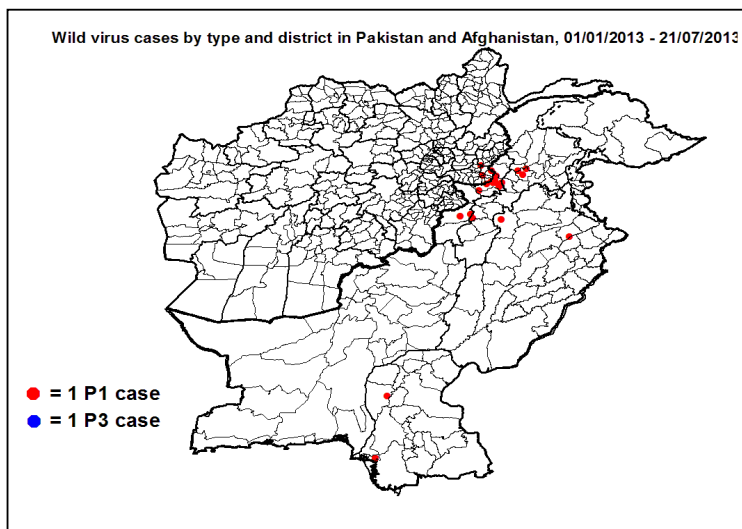 Wild virus cases by type and district in Pakistan and Afghanistan, 01/01/2013 - 21/07/2013
= 1 P1 case
= 1 P3 case